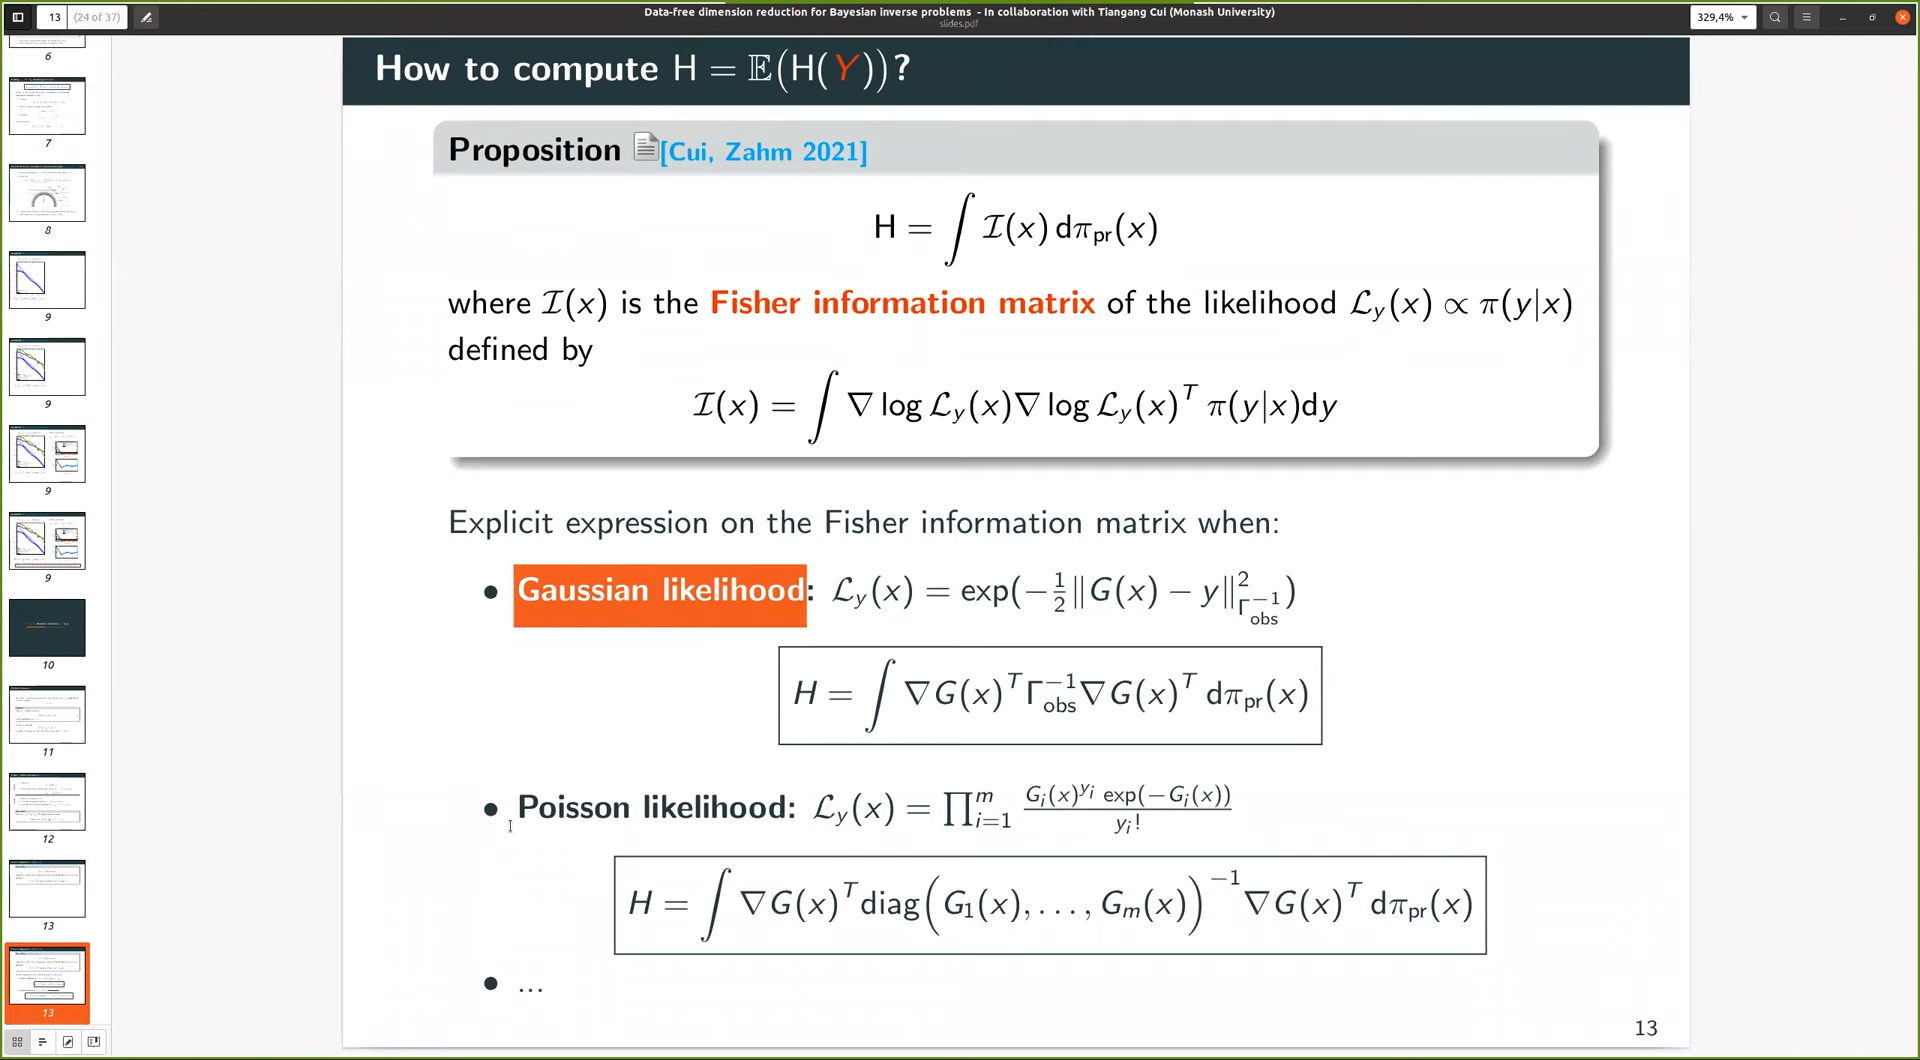 13 (24 of 37)
Data-free dimension reduction for Bayesian inverse problems - In collaboration with Tiangang Cui (Monash University)
slides.pdf
329,4%
6
7
8
9
9
9
9
10
11
12
13
13
How to compute H = 𝔼(H(Y))?
Proposition [Cui, Zahm 2021]
H = ∫ ℐ(x) dπ_pr(x)
where ℐ(x) is the Fisher information matrix of the likelihood ℒ_y(x) ∝ π(y|x)
defined by
ℐ(x) = ∫ ∇ log ℒ_y(x)∇ log ℒ_y(x)^T π(y|x)dy
Explicit expression on the Fisher information matrix when:
• Gaussian likelihood: ℒ_y(x) = exp(−½‖G(x) − y‖²_{Γ_obs^{−1}})
H = ∫ ∇G(x)^T Γ_obs^{−1} ∇G(x)^T dπ_pr(x)
• Poisson likelihood: ℒ_y(x) = ∏_{i=1}^m G_i(x)^{y_i} exp(−G_i(x)) / y_i!
H = ∫ ∇G(x)^T diag(G_1(x), . . . , G_m(x))^{−1} ∇G(x)^T dπ_pr(x)
• ...
13